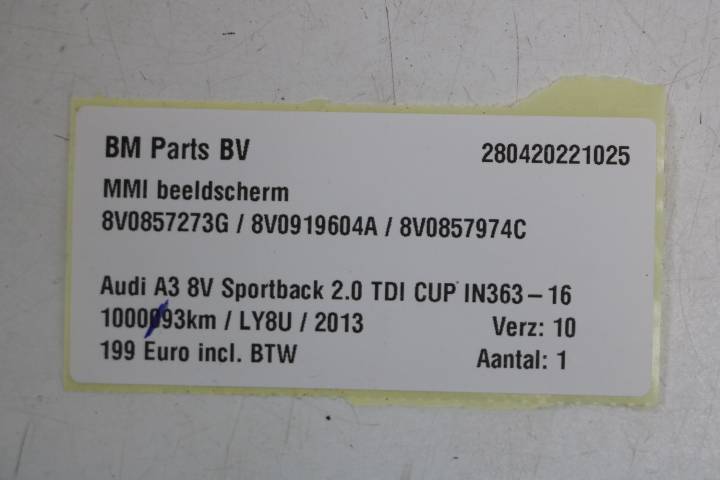 BM Parts BV 280420221025
MMI beeldscherm
8V0857273G / 8V0919604A / 8V0857974C
Audi A3 8V Sportback 2.0 TDI CUP IN363-16
1000093km / LY8U / 2013 Verz: 10
199 Euro incl. BTW Aantal: 1